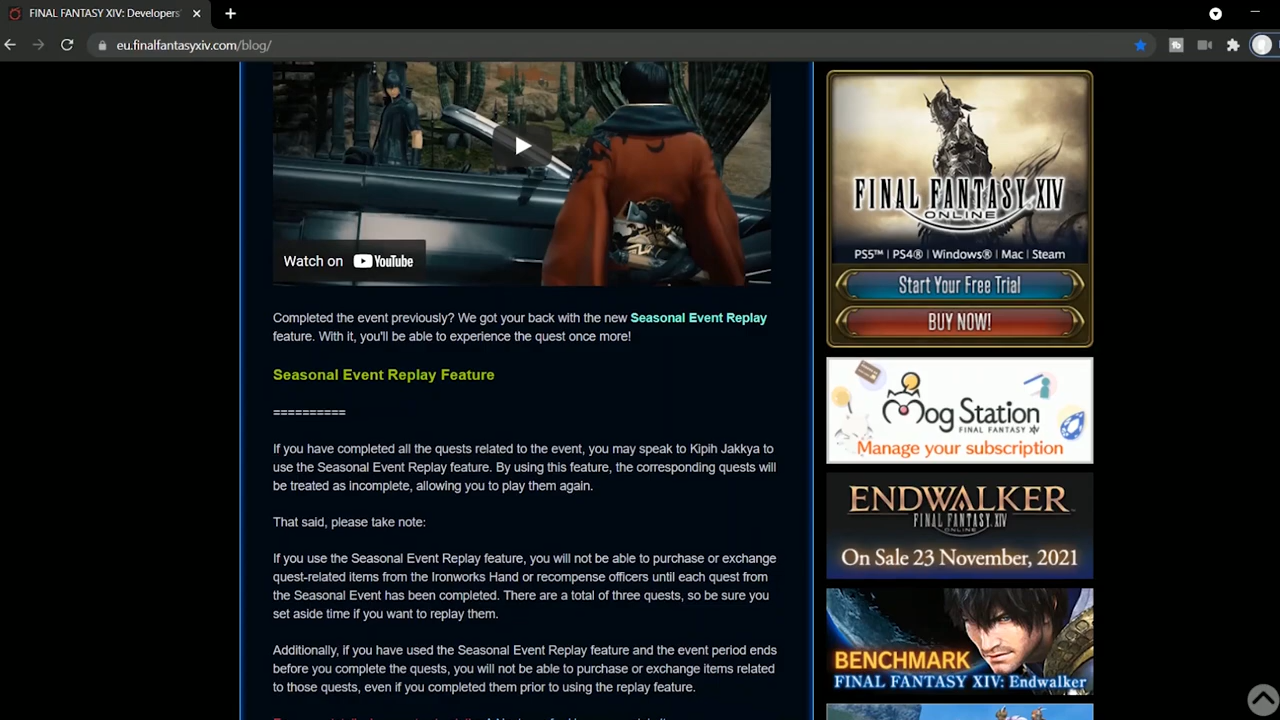 FINAL FANTASY XIV: Developers'
eu.finalfantasyxiv.com/blog/
Watch on YouTube
Completed the event previously? We got your back with the new Seasonal Event Replay
feature. With it, you'll be able to experience the quest once more!
Seasonal Event Replay Feature
==========
If you have completed all the quests related to the event, you may speak to Kipih Jakkya to
use the Seasonal Event Replay feature. By using this feature, the corresponding quests will
be treated as incomplete, allowing you to play them again.
That said, please take note:
If you use the Seasonal Event Replay feature, you will not be able to purchase or exchange
quest-related items from the Ironworks Hand or recompense officers until each quest from
the Seasonal Event has been completed. There are a total of three quests, so be sure you
set aside time if you want to replay them.
Additionally, if you have used the Seasonal Event Replay feature and the event period ends
before you complete the quests, you will not be able to purchase or exchange items related
to those quests, even if you completed them prior to using the replay feature.
FINAL FANTASY XIV
ONLINE
PS5™ | PS4® | Windows® | Mac | Steam
Start Your Free Trial
BUY NOW!
Mog Station
FINAL FANTASY XIV
Manage your subscription
ENDWALKER
FINAL FANTASY XIV
ONLINE
On Sale 23 November, 2021
BENCHMARK
FINAL FANTASY XIV: Endwalker